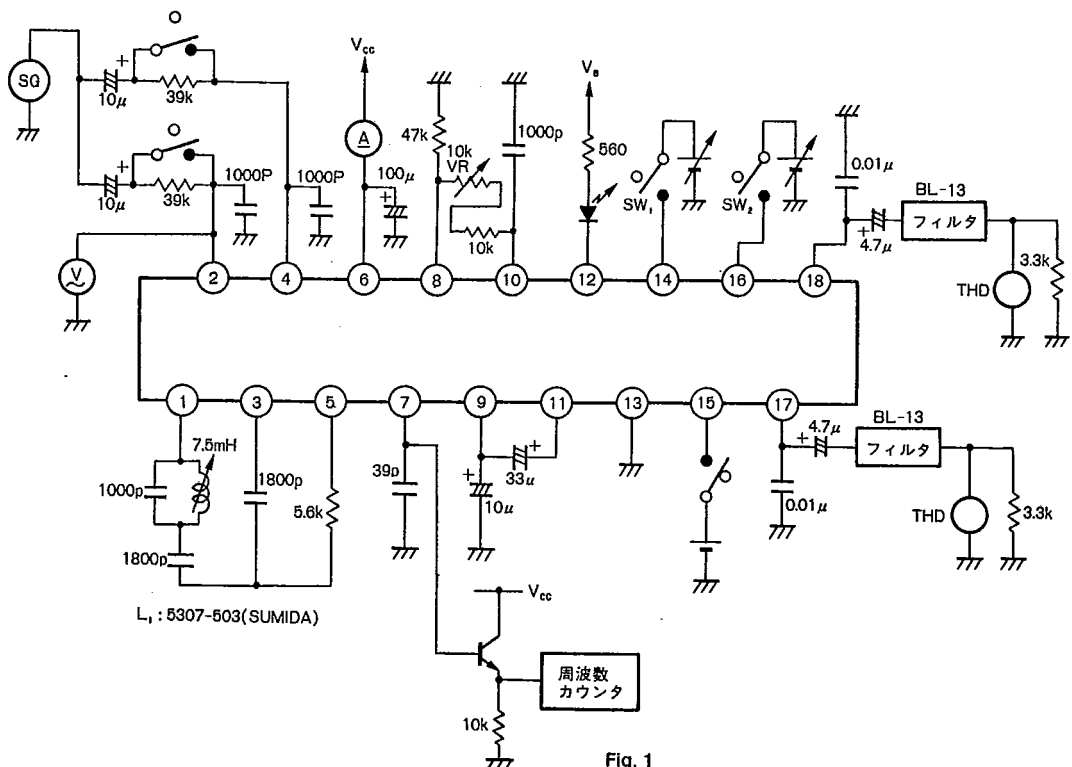 SG
10μ
39k
10μ
39k
1000P
1000P
V
Vcc
A
100μ
47k
10k
VR
10k
1000p
VB
560
SW1
SW2
0.01μ
4.7μ
BL-13
フィルタ
THD
3.3k
2
4
6
8
10
12
14
16
18
1
3
5
7
9
11
13
15
17
7.5mH
1000p
1800p
1800p
5.6k
39p
10μ
33μ
4.7μ
0.01μ
BL-13
フィルタ
THD
3.3k
L1 : 5307-503(SUMIDA)
Vcc
周波数
カウンタ
10k
Fig. 1